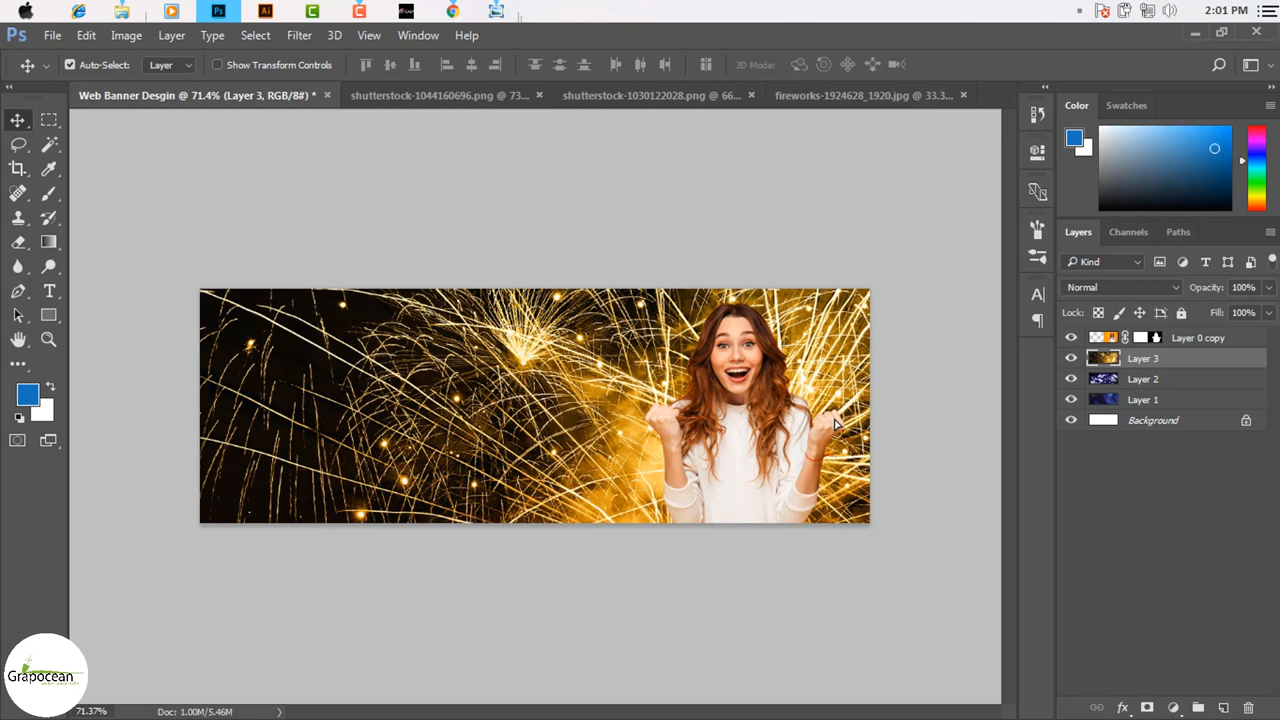 2:01 PM
Ps File Edit Image Layer Type Select Filter 3D View Window Help
Auto-Select: Layer Show Transform Controls 3D Mode:
Web Banner Desgin @ 71.4% (Layer 3, RGB/8#) * shutterstock-1044160696.png @ 73... shutterstock-1030122028.png @ 66... fireworks-1924628_1920.jpg @ 33.3...
Color Swatches
Layers Channels Paths
Kind
Normal Opacity: 100%
Lock: Fill: 100%
Layer 0 copy
Layer 3
Layer 2
Layer 1
Background
Grapocean
71.37% Doc: 1.00M/5.46M